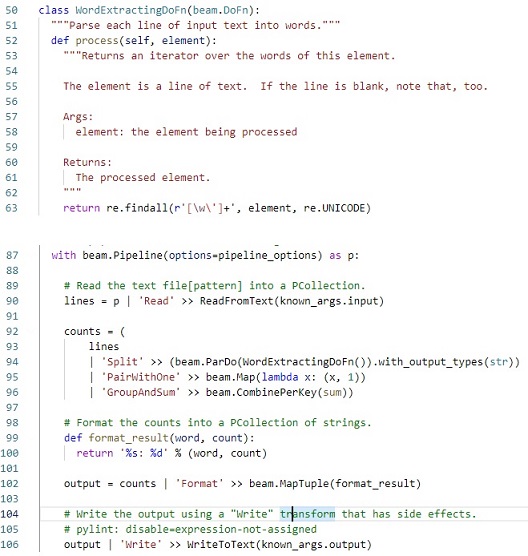 50 class WordExtractingDoFn(beam.DoFn):
51   """Parse each line of input text into words."""
52   def process(self, element):
53     """Returns an iterator over the words of this element.
54
55     The element is a line of text.  If the line is blank, note that, too.
56
57     Args:
58       element: the element being processed
59
60     Returns:
61       The processed element.
62     """
63     return re.findall(r'[\w\']+', element, re.UNICODE)
87   with beam.Pipeline(options=pipeline_options) as p:
88
89     # Read the text file[pattern] into a PCollection.
90     lines = p | 'Read' >> ReadFromText(known_args.input)
91
92     counts = (
93         lines
94         | 'Split' >> (beam.ParDo(WordExtractingDoFn()).with_output_types(str))
95         | 'PairWithOne' >> beam.Map(lambda x: (x, 1))
96         | 'GroupAndSum' >> beam.CombinePerKey(sum))
97
98     # Format the counts into a PCollection of strings.
99     def format_result(word, count):
100       return '%s: %d' % (word, count)
101
102     output = counts | 'Format' >> beam.MapTuple(format_result)
103
104     # Write the output using a "Write" transform that has side effects.
105     # pylint: disable=expression-not-assigned
106     output | 'Write' >> WriteToText(known_args.output)